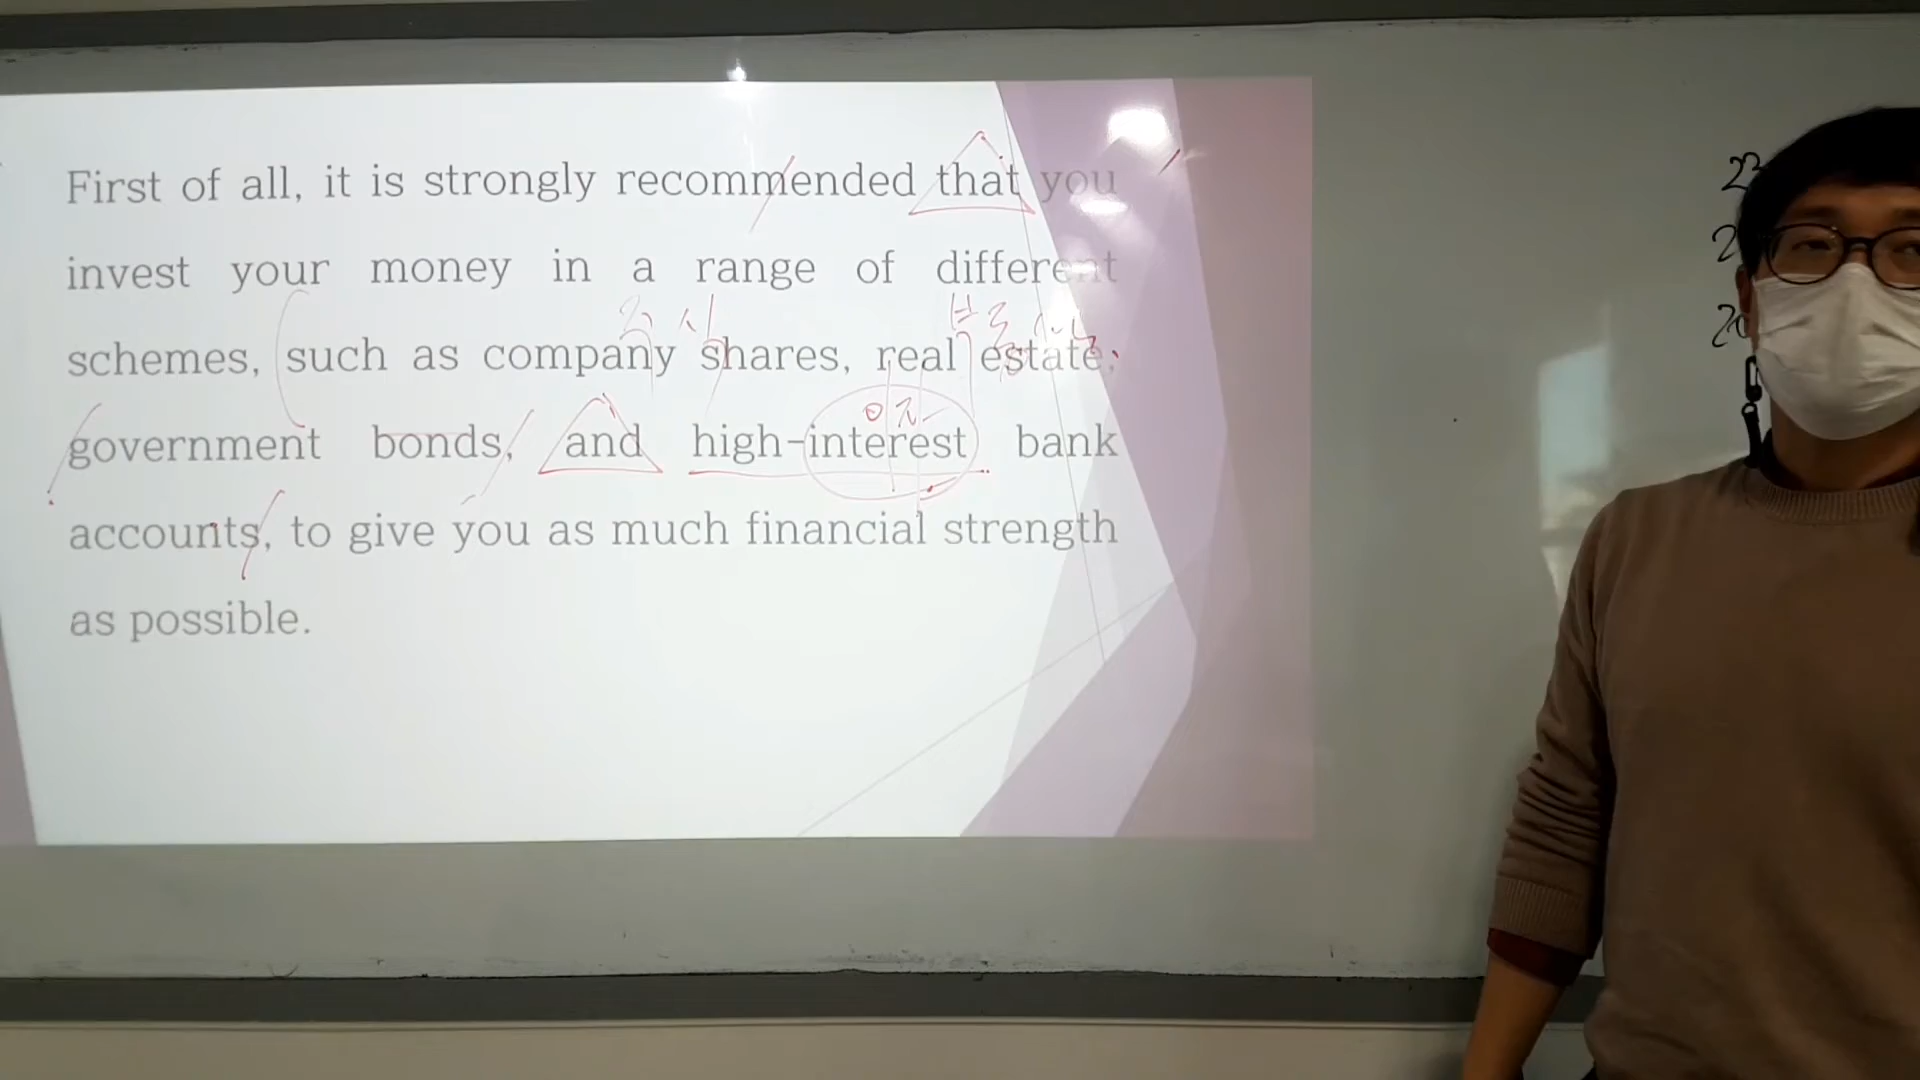 First of all, it is strongly recommended that you
invest your money in a range of different
schemes, such as company shares, real estate,
government bonds, and high-interest bank
accounts, to give you as much financial strength
as possible.